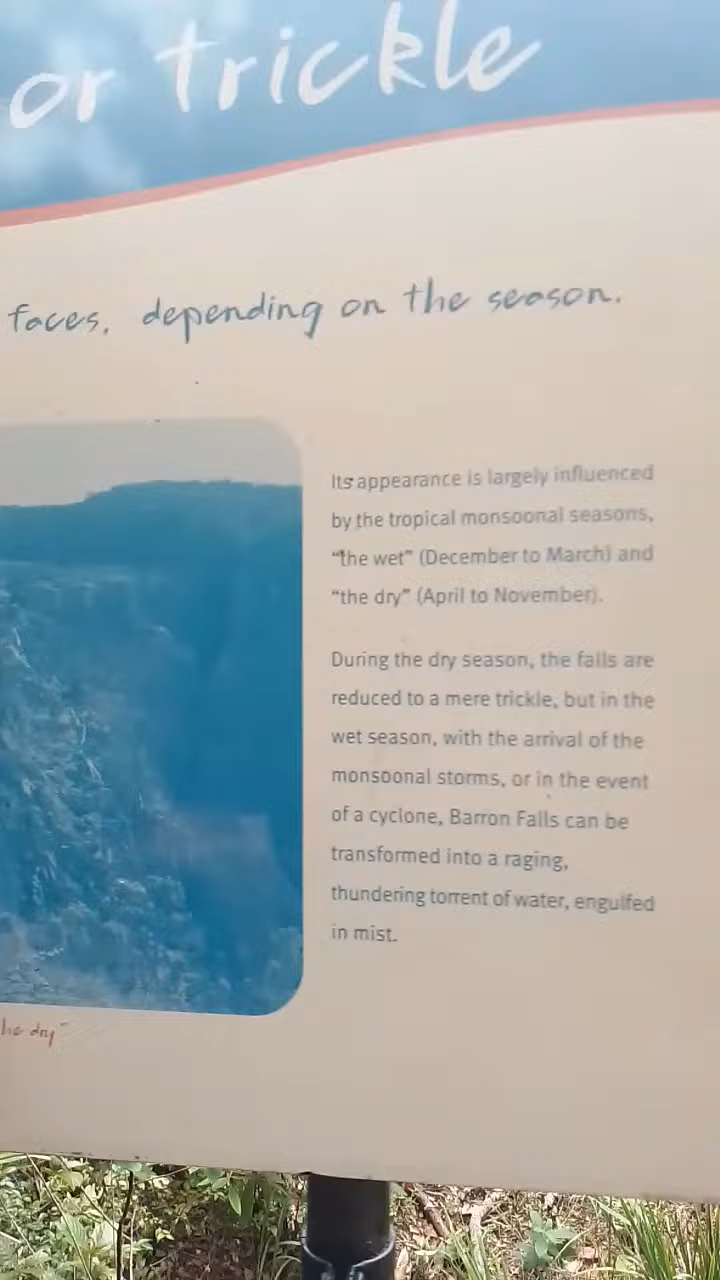 or trickle
faces, depending on the season.
Its appearance is largely influenced
by the tropical monsoonal seasons,
“the wet” (December to March) and
“the dry” (April to November).
During the dry season, the falls are
reduced to a mere trickle, but in the
wet season, with the arrival of the
monsoonal storms, or in the event
of a cyclone, Barron Falls can be
transformed into a raging,
thundering torrent of water, engulfed
in mist.
he dry”